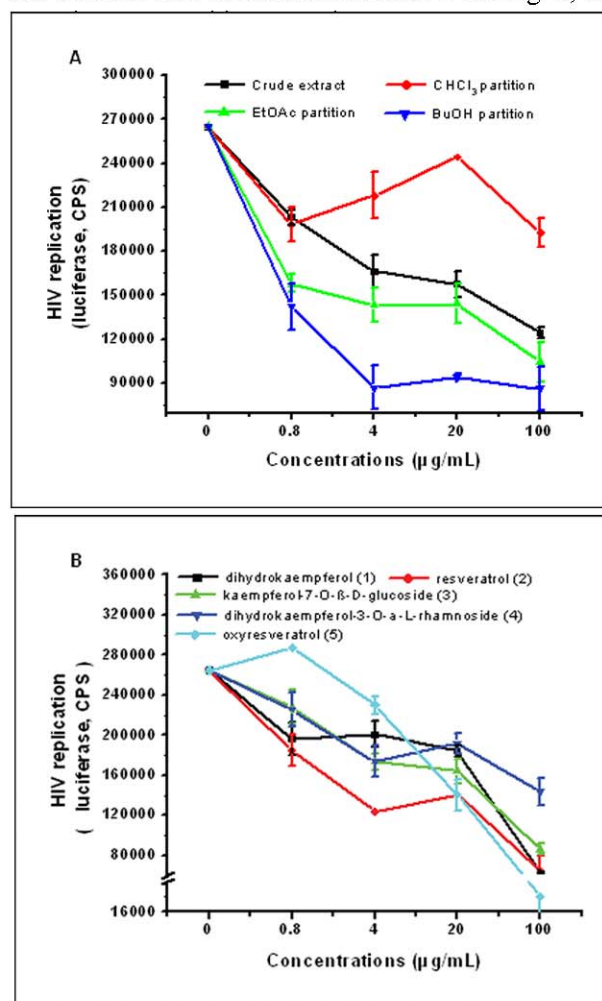 A
300000
270000
240000
210000
180000
150000
120000
90000
Crude extract
CHCl3 partition
EtOAc partition
BuOH partition
HIV replication
(luciferase, CPS)
0 0.8 4 20 100
Concentrations (µg/mL)
B
360000
320000
280000
240000
200000
160000
120000
80000
16000
dihydrokaempferol (1)
resveratrol (2)
kaempferol-7-O-ß-D-glucoside (3)
dihydrokaempferol-3-O-a-L-rhamnoside (4)
oxyresveratrol (5)
HIV replication
( luciferase, CPS )
0 0.8 4 20 100
Concentrations (µg/mL)